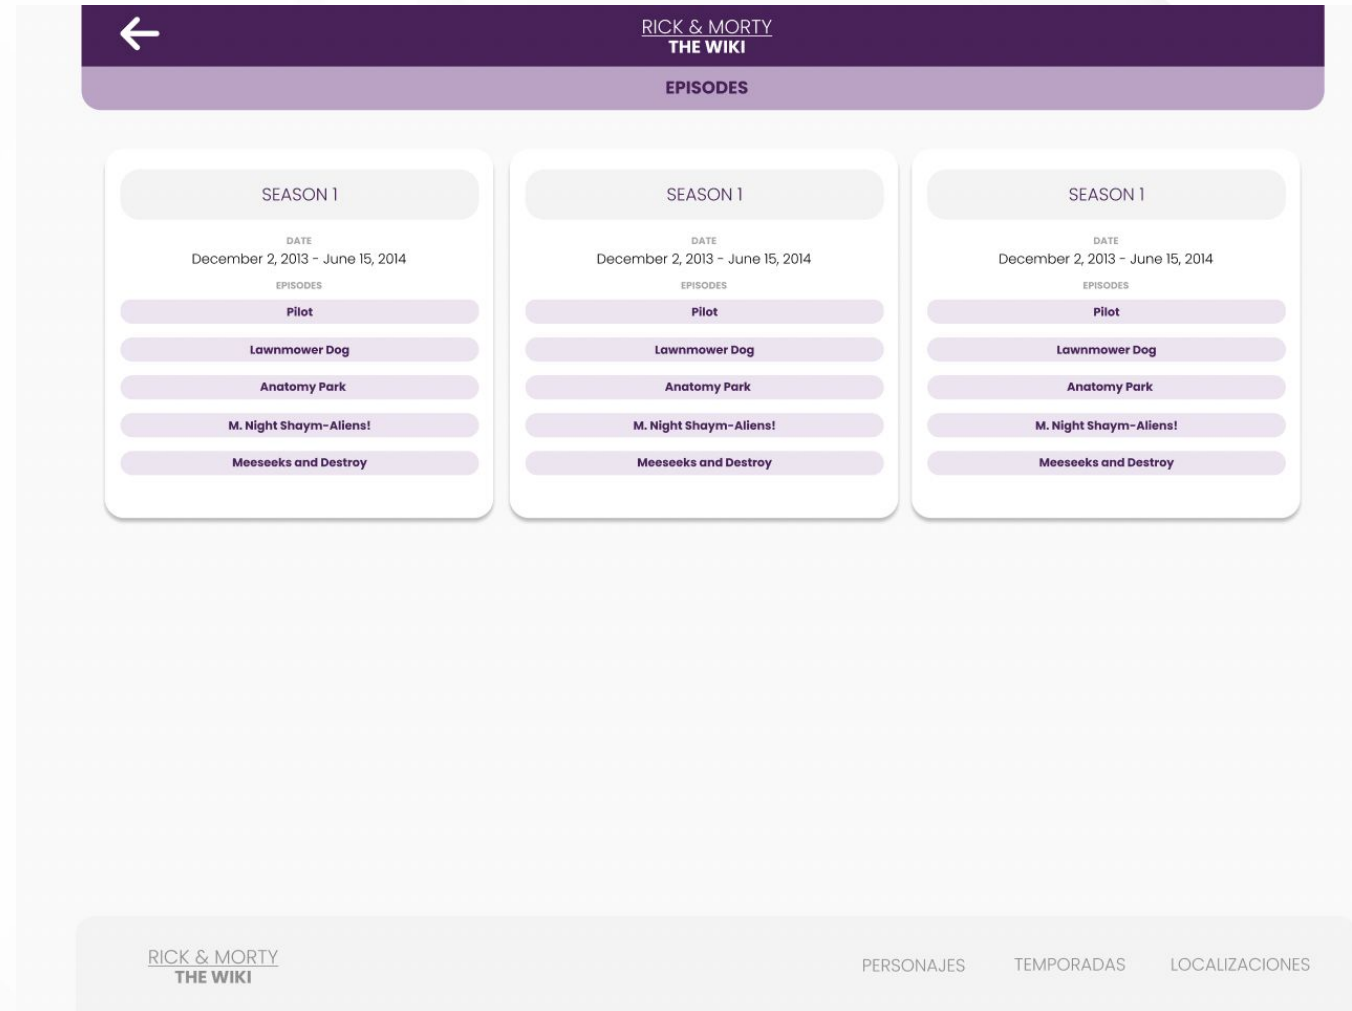 RICK & MORTY
THE WIKI
EPISODES
SEASON 1
DATE
December 2, 2013 - June 15, 2014
EPISODES
Pilot
Lawnmower Dog
Anatomy Park
M. Night Shaym-Aliens!
Meeseeks and Destroy
SEASON 1
DATE
December 2, 2013 - June 15, 2014
EPISODES
Pilot
Lawnmower Dog
Anatomy Park
M. Night Shaym-Aliens!
Meeseeks and Destroy
SEASON 1
DATE
December 2, 2013 - June 15, 2014
EPISODES
Pilot
Lawnmower Dog
Anatomy Park
M. Night Shaym-Aliens!
Meeseeks and Destroy
RICK & MORTY
THE WIKI
PERSONAJES
TEMPORADAS
LOCALIZACIONES